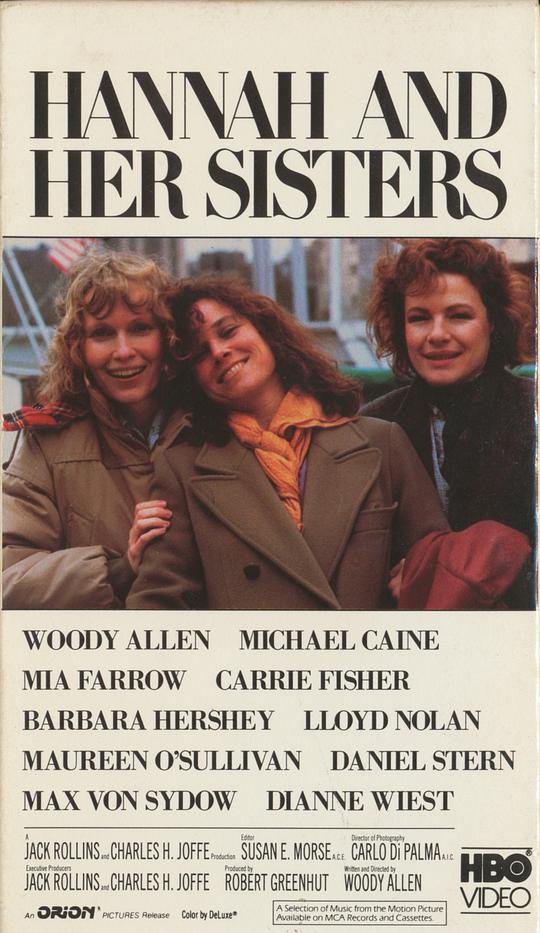 HANNAH AND
HER SISTERS
WOODY ALLEN MICHAEL CAINE
MIA FARROW CARRIE FISHER
BARBARA HERSHEY LLOYD NOLAN
MAUREEN O'SULLIVAN DANIEL STERN
MAX VON SYDOW DIANNE WIEST
A Editor Director of Photography
JACK ROLLINS and CHARLES H. JOFFE Production SUSAN E. MORSE A.C.E. CARLO Di PALMA A.I.C.
Executive Producers Produced by Written and Directed by
JACK ROLLINS and CHARLES H. JOFFE ROBERT GREENHUT WOODY ALLEN
HBO®
VIDEO
An ORION® PICTURES Release Color by DeLuxe®
A Selection of Music from the Motion Picture
Available on MCA Records and Cassettes.